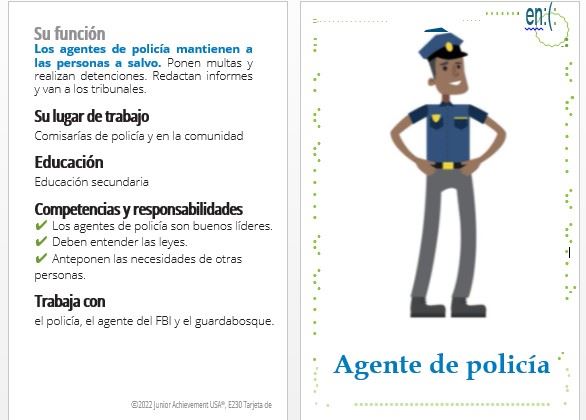 Su función
Los agentes de policía mantienen a
las personas a salvo. Ponen multas y
realizan detenciones. Redactan informes
y van a los tribunales.
Su lugar de trabajo
Comisarías de policía y en la comunidad
Educación
Educación secundaria
Competencias y responsabilidades
✔ Los agentes de policía son buenos líderes.
✔ Deben entender las leyes.
✔ Anteponen las necesidades de otras
personas.
Trabaja con
el policía, el agente del FBI y el guardabosque.
©2022 Junior Achievement USA®, E230 Tarjeta de
en:(:
Agente de policía